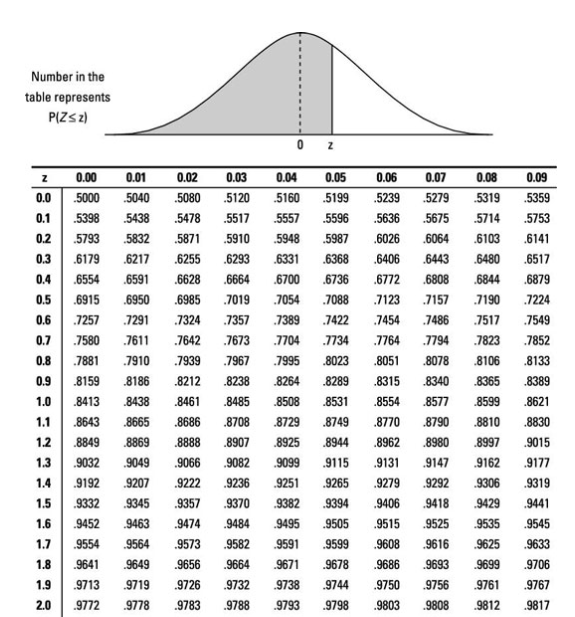 Number in the
table represents
P(Z≤ z)
0 z
z 0.00 0.01 0.02 0.03 0.04 0.05 0.06 0.07 0.08 0.09
0.0 .5000 .5040 .5080 .5120 .5160 .5199 .5239 .5279 .5319 .5359
0.1 .5398 .5438 .5478 .5517 .5557 .5596 .5636 .5675 .5714 .5753
0.2 .5793 .5832 .5871 .5910 .5948 .5987 .6026 .6064 .6103 .6141
0.3 .6179 .6217 .6255 .6293 .6331 .6368 .6406 .6443 .6480 .6517
0.4 .6554 .6591 .6628 .6664 .6700 .6736 .6772 .6808 .6844 .6879
0.5 .6915 .6950 .6985 .7019 .7054 .7088 .7123 .7157 .7190 .7224
0.6 .7257 .7291 .7324 .7357 .7389 .7422 .7454 .7486 .7517 .7549
0.7 .7580 .7611 .7642 .7673 .7704 .7734 .7764 .7794 .7823 .7852
0.8 .7881 .7910 .7939 .7967 .7995 .8023 .8051 .8078 .8106 .8133
0.9 .8159 .8186 .8212 .8238 .8264 .8289 .8315 .8340 .8365 .8389
1.0 .8413 .8438 .8461 .8485 .8508 .8531 .8554 .8577 .8599 .8621
1.1 .8643 .8665 .8686 .8708 .8729 .8749 .8770 .8790 .8810 .8830
1.2 .8849 .8869 .8888 .8907 .8925 .8944 .8962 .8980 .8997 .9015
1.3 .9032 .9049 .9066 .9082 .9099 .9115 .9131 .9147 .9162 .9177
1.4 .9192 .9207 .9222 .9236 .9251 .9265 .9279 .9292 .9306 .9319
1.5 .9332 .9345 .9357 .9370 .9382 .9394 .9406 .9418 .9429 .9441
1.6 .9452 .9463 .9474 .9484 .9495 .9505 .9515 .9525 .9535 .9545
1.7 .9554 .9564 .9573 .9582 .9591 .9599 .9608 .9616 .9625 .9633
1.8 .9641 .9649 .9656 .9664 .9671 .9678 .9686 .9693 .9699 .9706
1.9 .9713 .9719 .9726 .9732 .9738 .9744 .9750 .9756 .9761 .9767
2.0 .9772 .9778 .9783 .9788 .9793 .9798 .9803 .9808 .9812 .9817